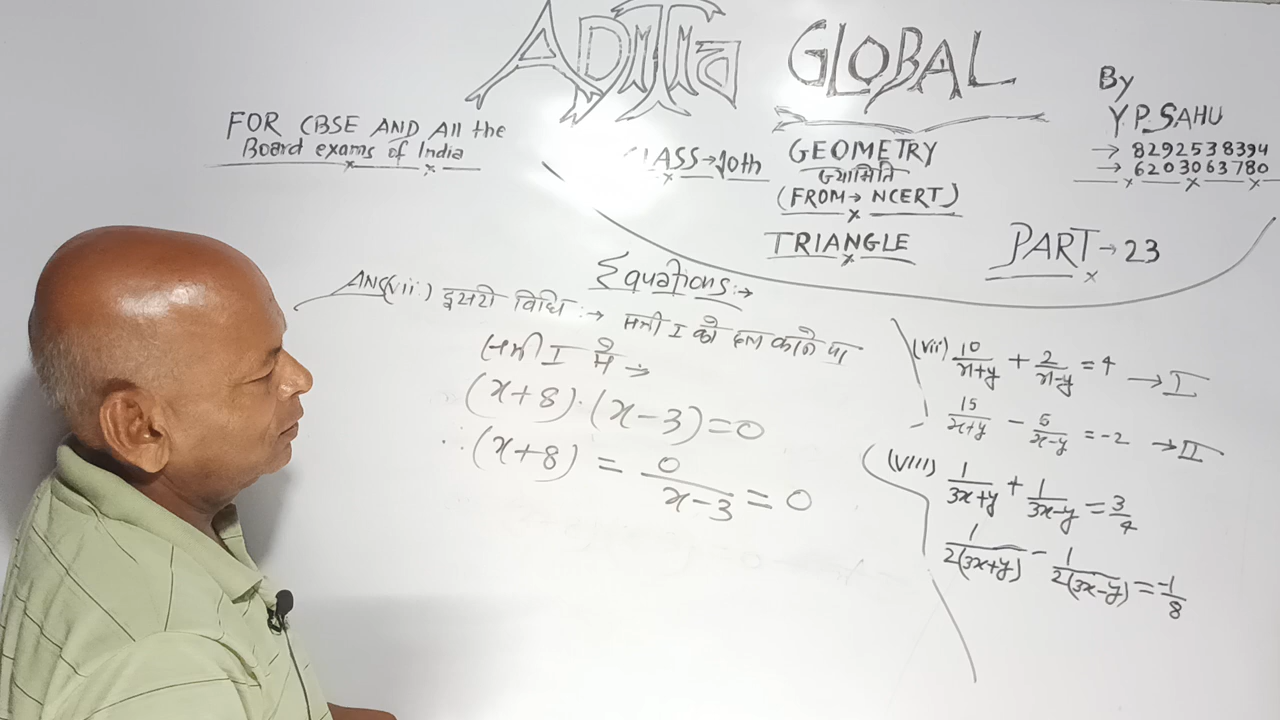 ADITYA GLOBAL
By
Y.P. SAHU
→ 8292538394
→ 6203063780
FOR CBSE AND All the
Board exams of India
CLASS→10th
GEOMETRY
ज्यामिति
(FROM→ NCERT)
TRIANGLE
PART→23
Equations:→
ANS(vii:) दूसरी विधि:→ समी I को हल करने पर
समी I में →
(x+8)·(x-3)=0
∴(x+8) = 0/(x-3) = 0
(vii) 10/(x+y) + 2/(x-y) = 4 → I
15/(x+y) - 5/(x-y) = -2 → II
(viii) 1/(3x+y) + 1/(3x-y) = 3/4
1/2(3x+y) - 1/2(3x-y) = -1/8